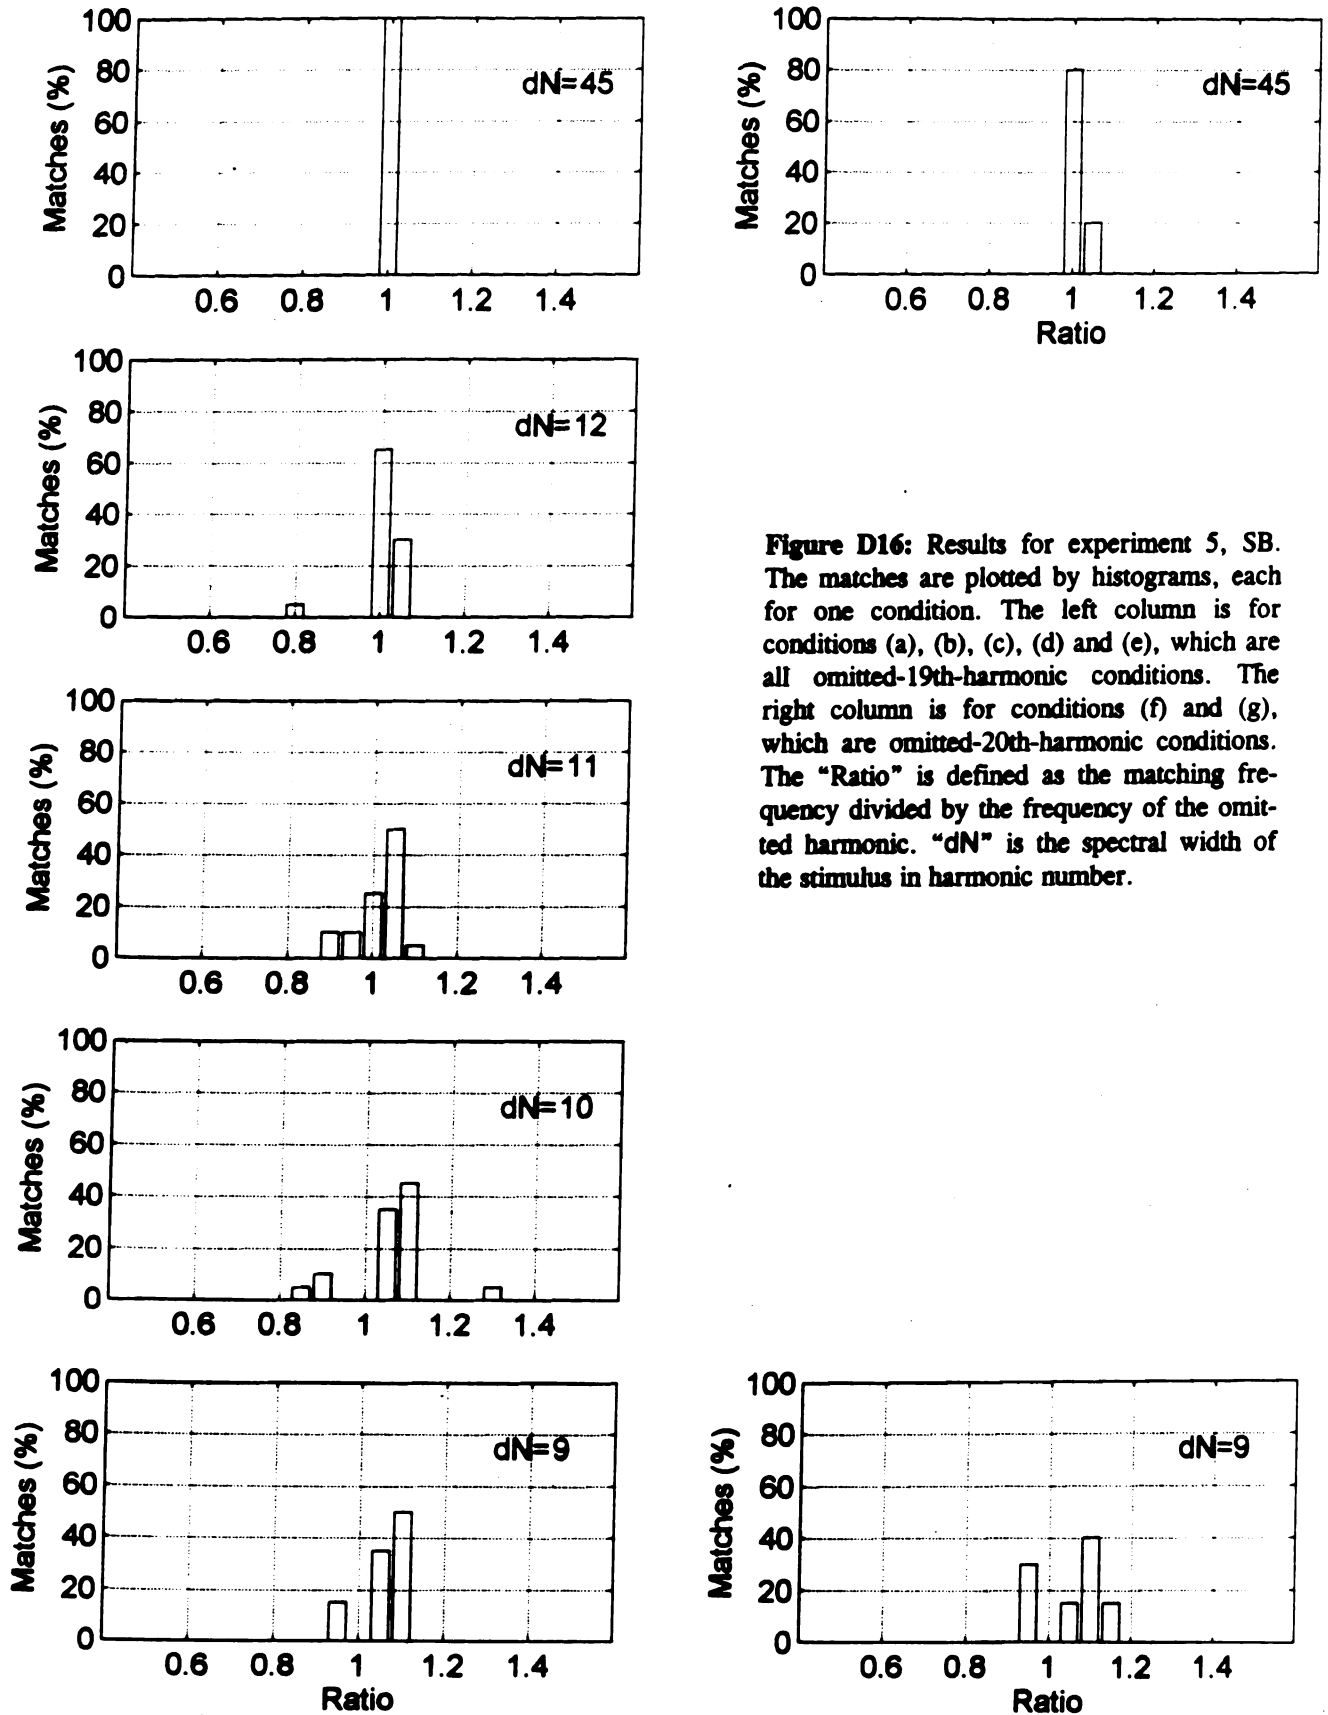 100
80
60
40
20
0
Matches (%)
dN=45
0.6 0.8 1 1.2 1.4
100
80
60
40
20
0
Matches (%)
dN=45
0.6 0.8 1 1.2 1.4
Ratio
100
80
60
40
20
0
Matches (%)
dN=12
0.6 0.8 1 1.2 1.4
Figure D16: Results for experiment 5, SB.
The matches are plotted by histograms, each
for one condition. The left column is for
conditions (a), (b), (c), (d) and (e), which are
all omitted-19th-harmonic conditions. The
right column is for conditions (f) and (g),
which are omitted-20th-harmonic conditions.
The "Ratio" is defined as the matching fre-
quency divided by the frequency of the omit-
ted harmonic. "dN" is the spectral width of
the stimulus in harmonic number.
100
80
60
40
20
0
Matches (%)
dN=11
0.6 0.8 1 1.2 1.4
100
80
60
40
20
0
Matches (%)
dN=10
0.6 0.8 1 1.2 1.4
100
80
60
40
20
0
Matches (%)
dN=9
0.6 0.8 1 1.2 1.4
Ratio
100
80
60
40
20
0
Matches (%)
dN=9
0.6 0.8 1 1.2 1.4
Ratio